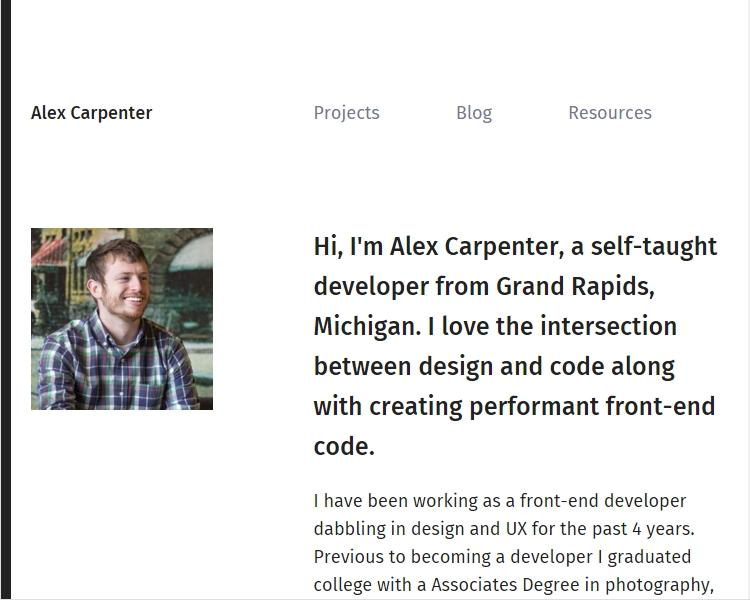 Alex Carpenter
Projects
Blog
Resources
Hi, I'm Alex Carpenter, a self-taught
developer from Grand Rapids,
Michigan. I love the intersection
between design and code along
with creating performant front-end
code.
I have been working as a front-end developer
dabbling in design and UX for the past 4 years.
Previous to becoming a developer I graduated
college with a Associates Degree in photography,